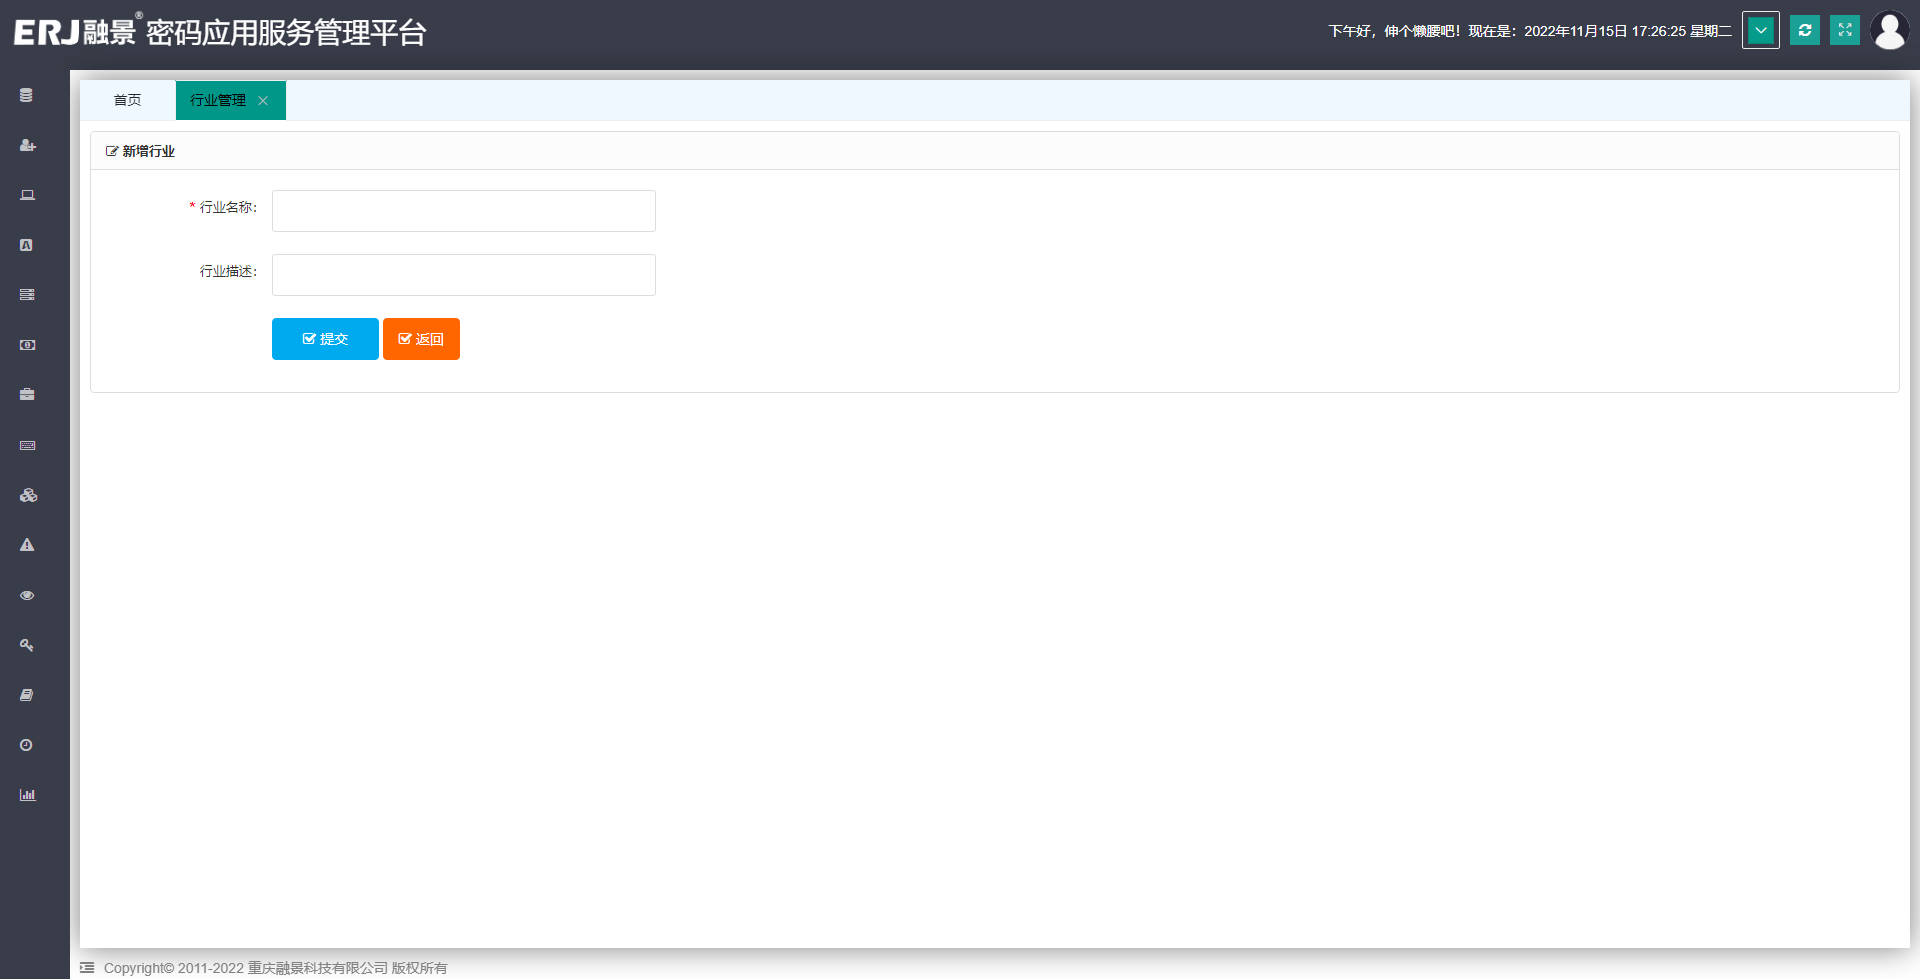 ERJ融景® 密码应用服务管理平台
下午好，伸个懒腰吧！现在是：2022年11月15日 17:26:25 星期二
首页 行业管理
新增行业
* 行业名称：
行业描述：
提交 返回
Copyright© 2011-2022 重庆融景科技有限公司 版权所有